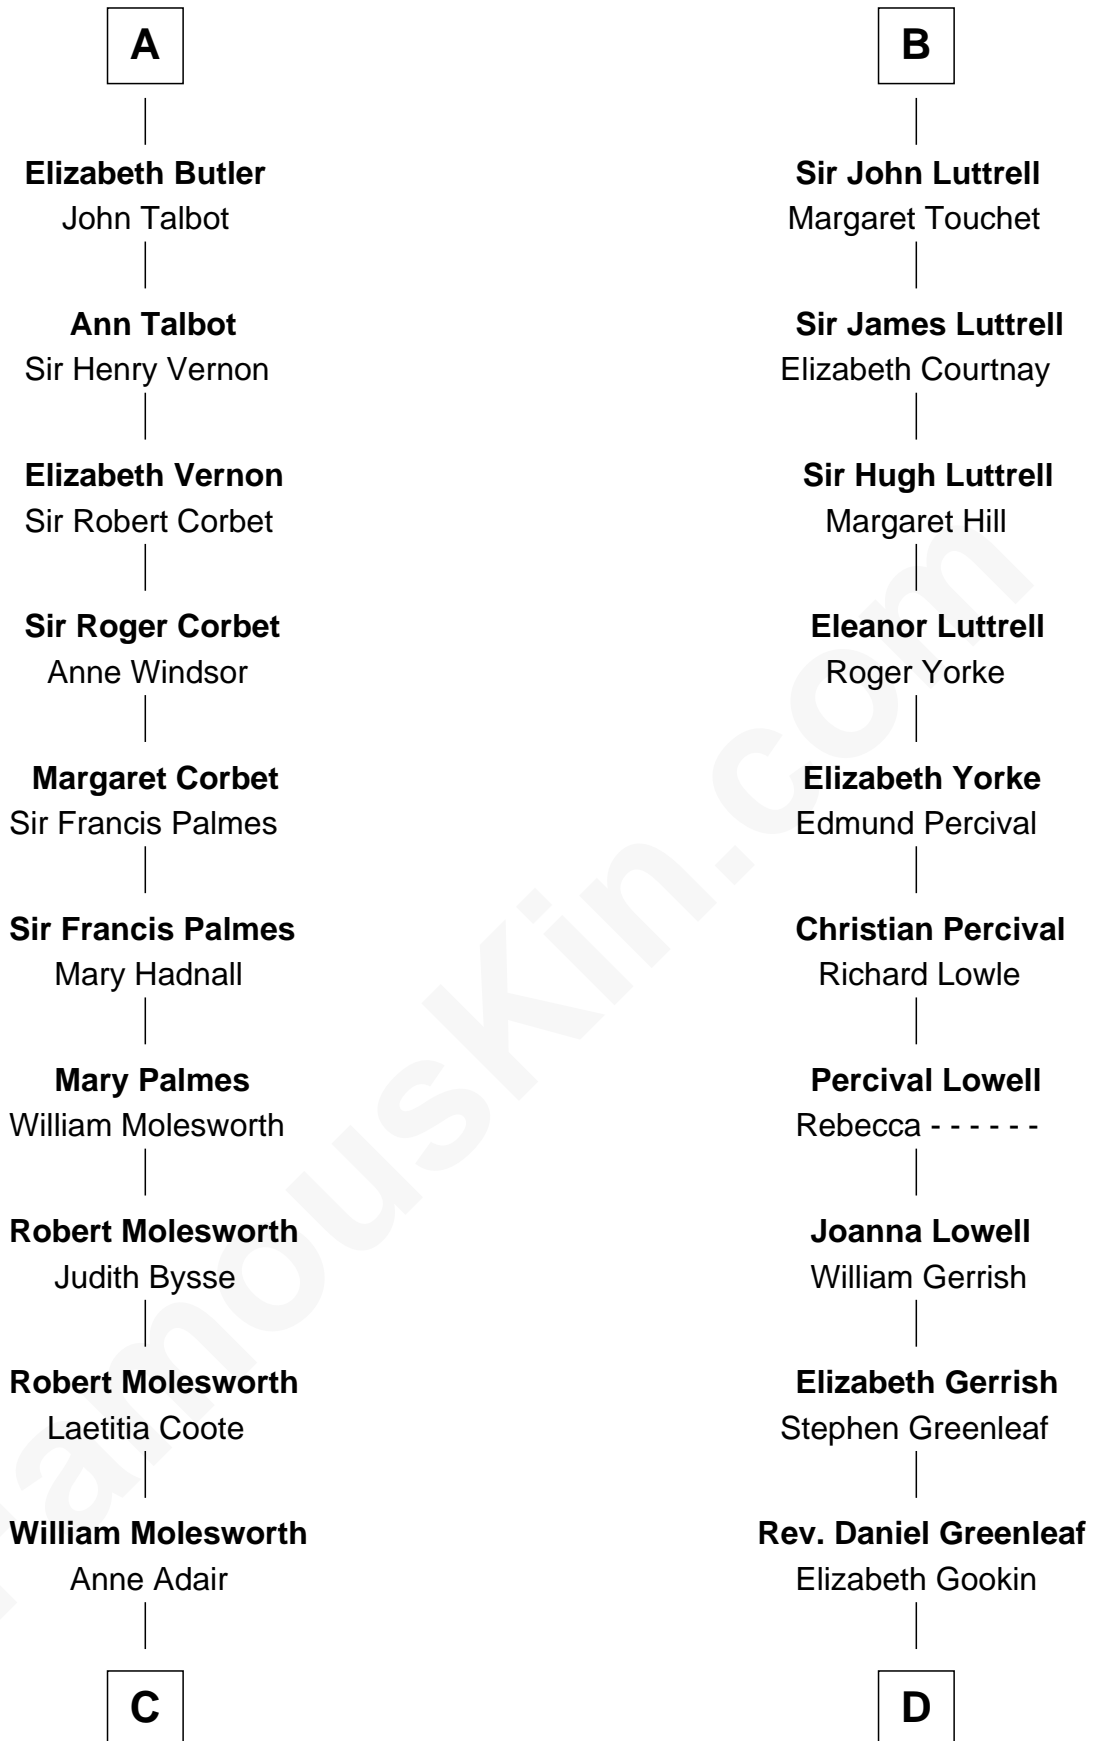 A
Elizabeth Butler
John Talbot
Ann Talbot
Sir Henry Vernon
Elizabeth Vernon
Sir Robert Corbet
Sir Roger Corbet
Anne Windsor
Margaret Corbet
Sir Francis Palmes
Sir Francis Palmes
Mary Hadnall
Mary Palmes
William Molesworth
Robert Molesworth
Judith Bysse
Robert Molesworth
Laetitia Coote
William Molesworth
Anne Adair
C
B
Sir John Luttrell
Margaret Touchet
Sir James Luttrell
Elizabeth Courtnay
Sir Hugh Luttrell
Margaret Hill
Eleanor Luttrell
Roger Yorke
Elizabeth Yorke
Edmund Percival
Christian Percival
Richard Lowle
Percival Lowell
Rebecca - - - - - -
Joanna Lowell
William Gerrish
Elizabeth Gerrish
Stephen Greenleaf
Rev. Daniel Greenleaf
Elizabeth Gookin
D
FamousKin.com